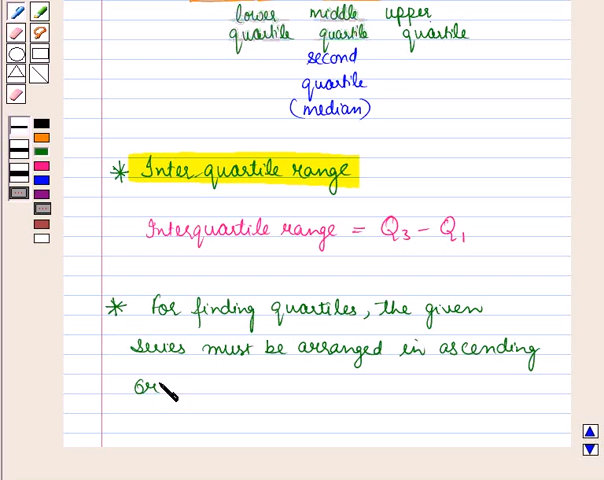 lower middle upper
quartile quartile quartile
second
quartile
(median)
* Inter quartile range
Interquartile range = Q3 - Q1
* For finding quartiles, the given
series must be arranged in ascending
or